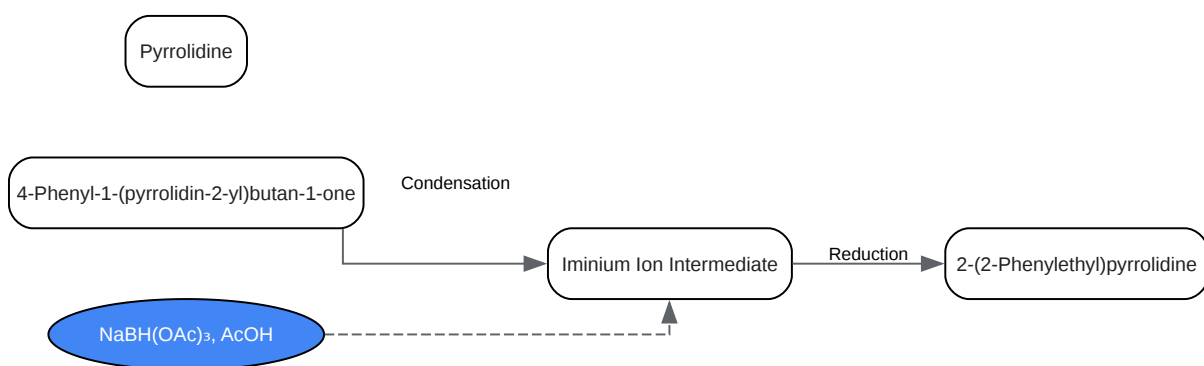 Pyrrolidine
4-Phenyl-1-(pyrrolidin-2-yl)butan-1-one
Condensation
Iminium Ion Intermediate
Reduction
2-(2-Phenylethyl)pyrrolidine
NaBH(OAc)₃, AcOH